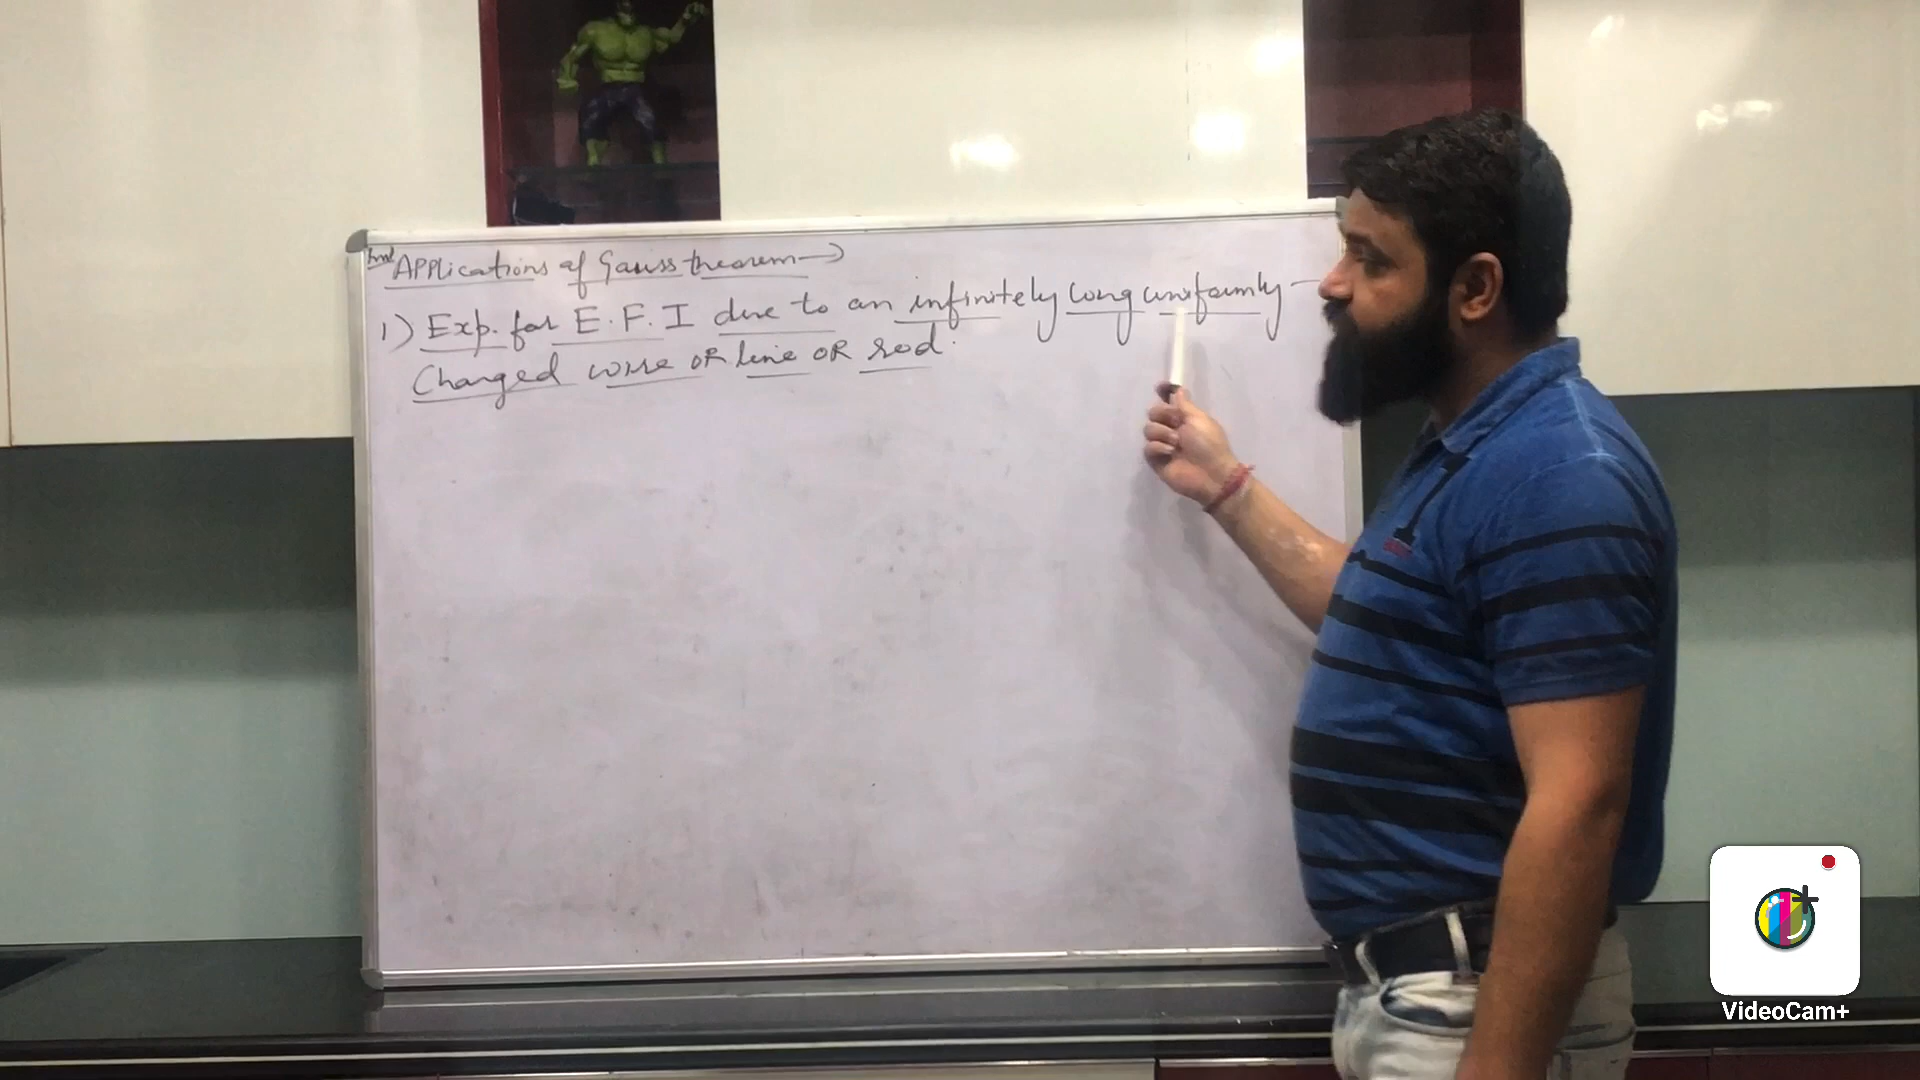 Imp Applications of Gauss theorem →
1) Exp. for E.F.I due to an infinitely long uniformly -
Charged wire OR line OR rod.
VideoCam+